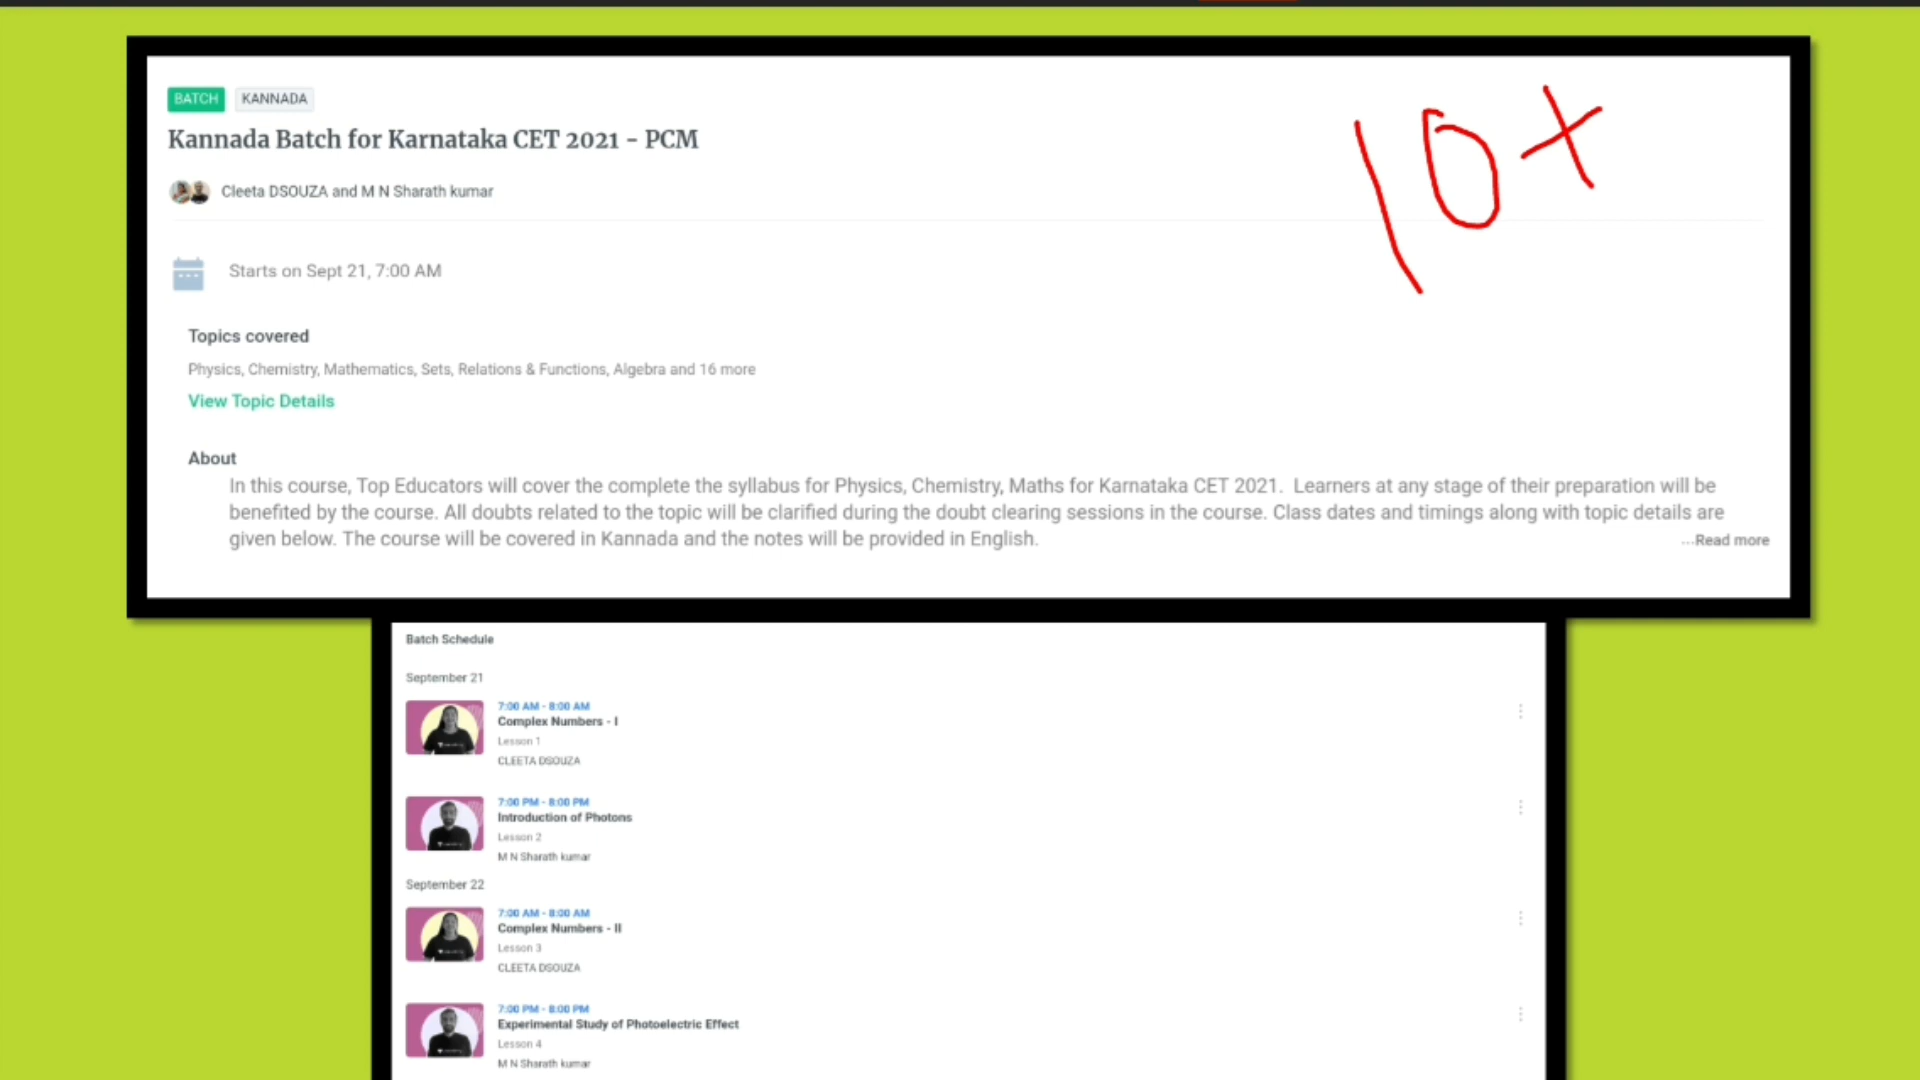 BATCH KANNADA
Kannada Batch for Karnataka CET 2021 - PCM
Cleeta DSOUZA and M N Sharath kumar
10+
Starts on Sept 21, 7:00 AM
Topics covered
Physics, Chemistry, Mathematics, Sets, Relations & Functions, Algebra and 16 more
View Topic Details
About
In this course, Top Educators will cover the complete the syllabus for Physics, Chemistry, Maths for Karnataka CET 2021. Learners at any stage of their preparation will be
benefited by the course. All doubts related to the topic will be clarified during the doubt clearing sessions in the course. Class dates and timings along with topic details are
given below. The course will be covered in Kannada and the notes will be provided in English.
...Read more
Batch Schedule
September 21
7:00 AM - 8:00 AM
Complex Numbers - I
Lesson 1
CLEETA DSOUZA
7:00 PM - 8:00 PM
Introduction of Photons
Lesson 2
M N Sharath kumar
September 22
7:00 AM - 8:00 AM
Complex Numbers - II
Lesson 3
CLEETA DSOUZA
7:00 PM - 8:00 PM
Experimental Study of Photoelectric Effect
Lesson 4
M N Sharath kumar